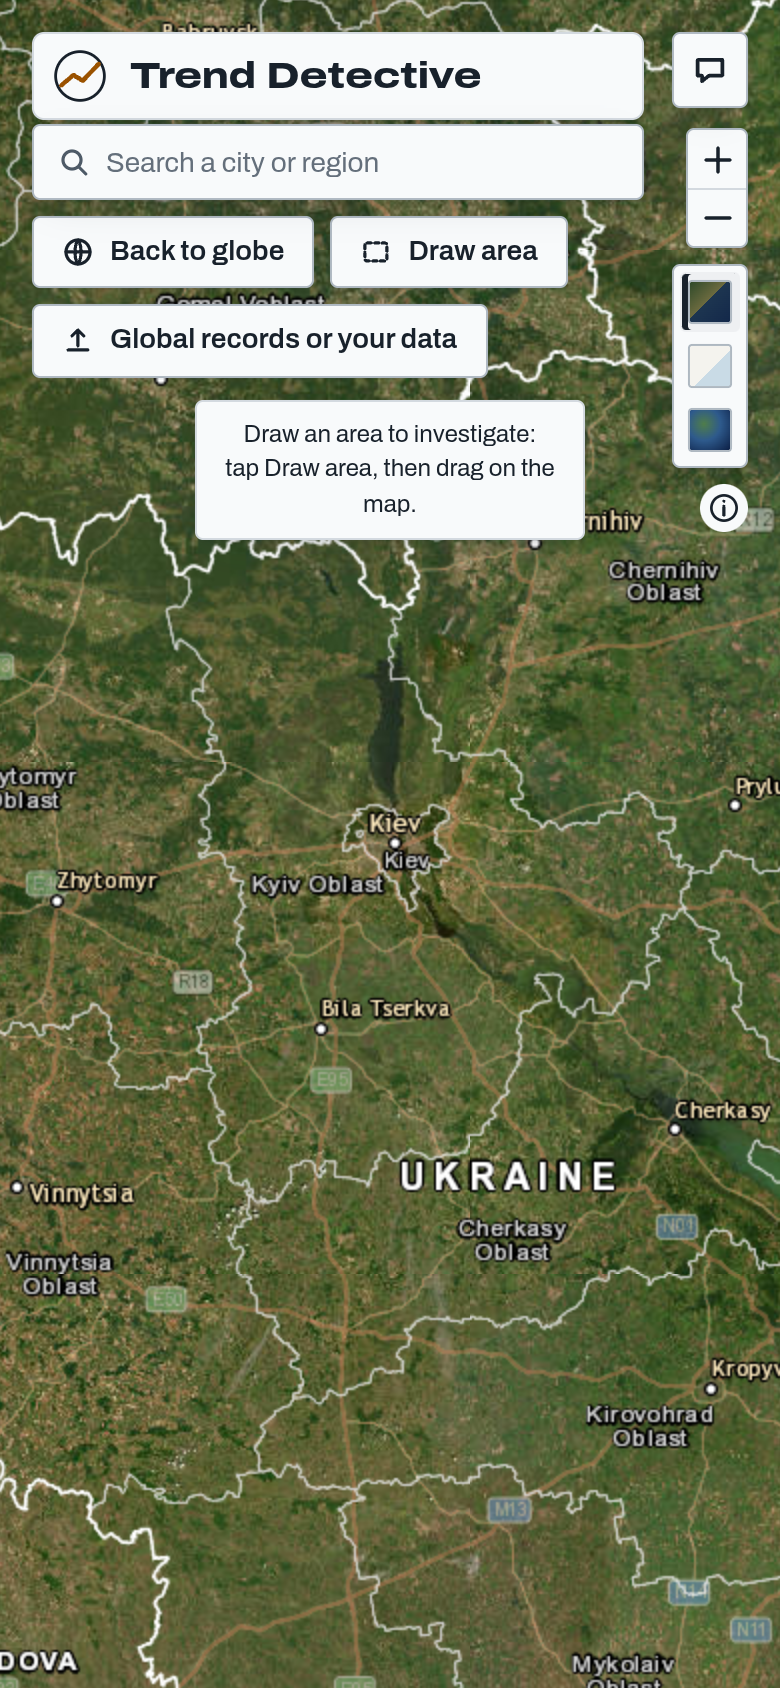 Trend Detective
Search a city or region
Back to globe
Draw area
Global records or your data
Draw an area to investigate:
tap Draw area, then drag on the
map.
Chernihiv
Oblast
Kiev
Kiev
Kyiv Oblast
Zhytomyr
R18
Bila Tserkva
E95
Cherkasy
UKRAINE
Vinnytsia
Cherkasy
Oblast
N01
Vinnytsia
Oblast
E50
Kirovohrad
Oblast
M13
N14
N11
Mykolaiv
Oblast